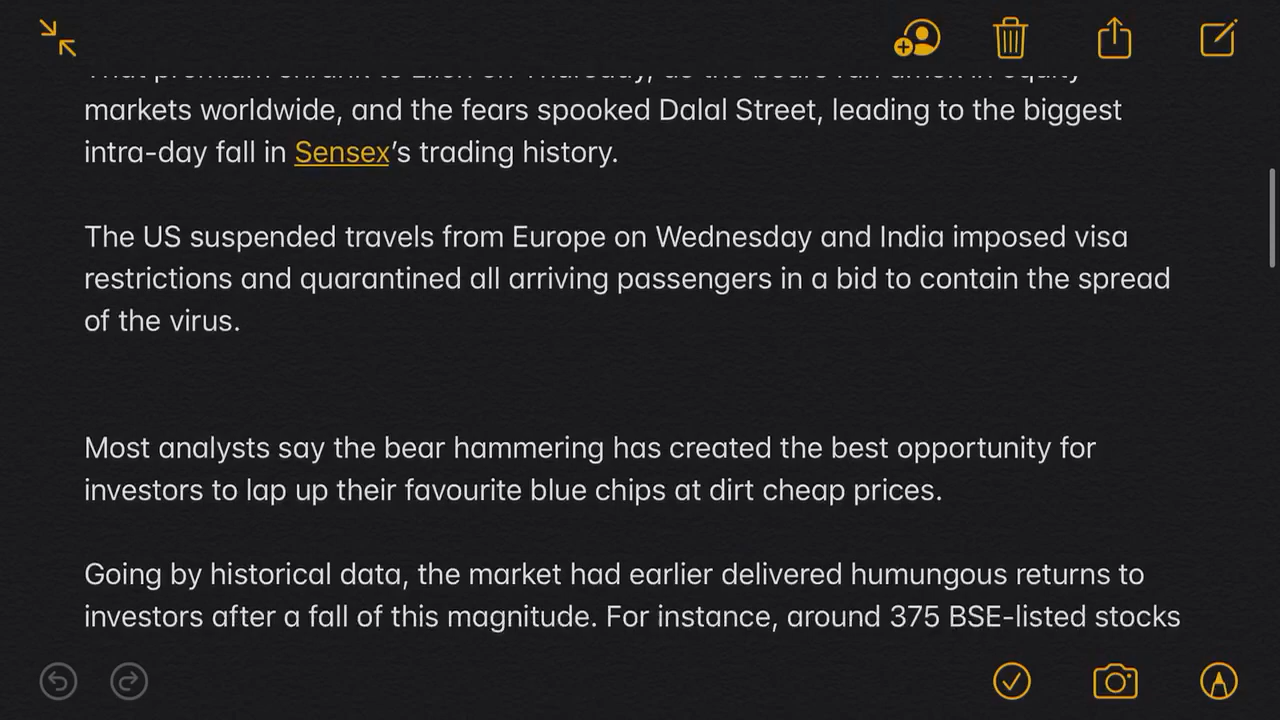 markets worldwide, and the fears spooked Dalal Street, leading to the biggest
intra-day fall in Sensex’s trading history.
The US suspended travels from Europe on Wednesday and India imposed visa
restrictions and quarantined all arriving passengers in a bid to contain the spread
of the virus.
Most analysts say the bear hammering has created the best opportunity for
investors to lap up their favourite blue chips at dirt cheap prices.
Going by historical data, the market had earlier delivered humungous returns to
investors after a fall of this magnitude. For instance, around 375 BSE-listed stocks